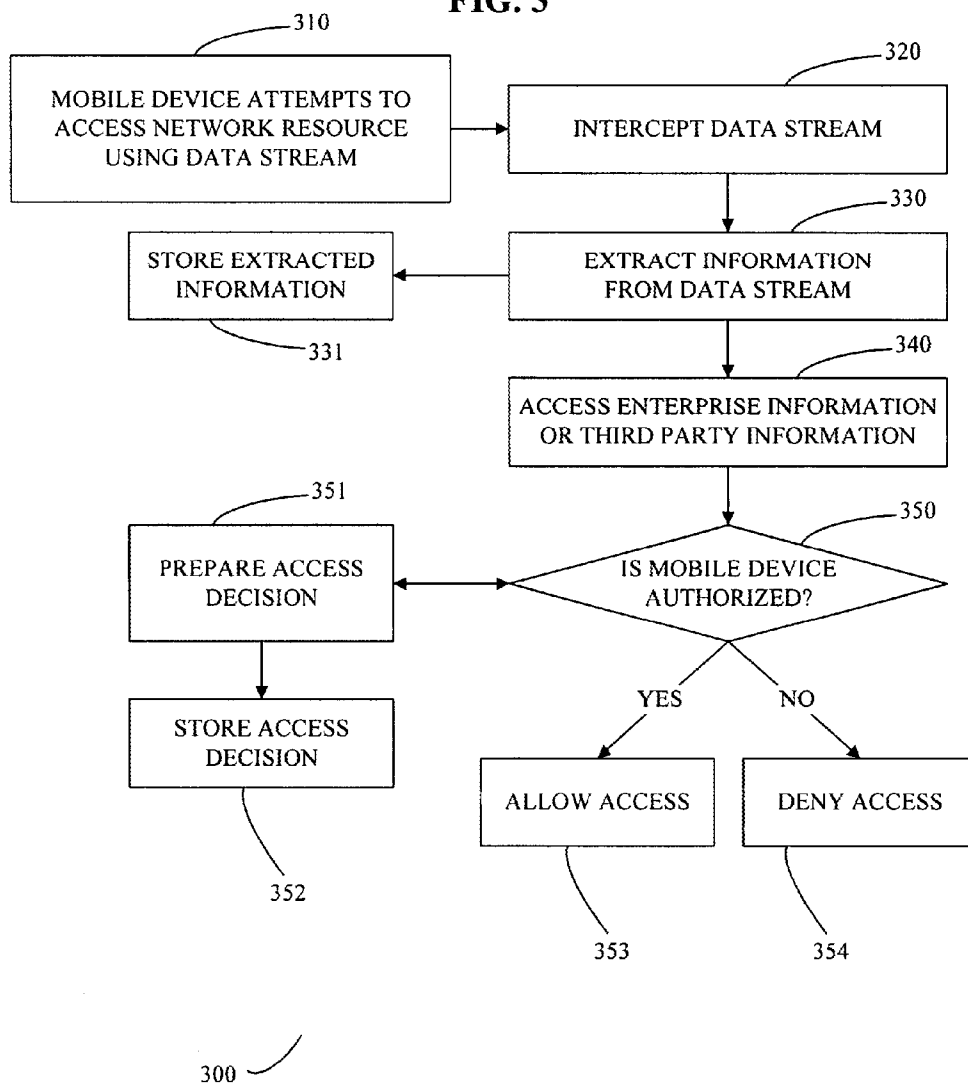 FIG. 3
310
MOBILE DEVICE ATTEMPTS TO
ACCESS NETWORK RESOURCE
USING DATA STREAM
320
INTERCEPT DATA STREAM
330
EXTRACT INFORMATION
FROM DATA STREAM
STORE EXTRACTED
INFORMATION
331
340
ACCESS ENTERPRISE INFORMATION
OR THIRD PARTY INFORMATION
350
IS MOBILE DEVICE
AUTHORIZED?
351
PREPARE ACCESS
DECISION
STORE ACCESS
DECISION
352
YES
NO
ALLOW ACCESS
353
DENY ACCESS
354
300